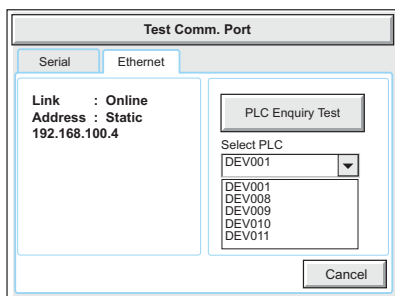 Test Comm. Port
Serial
Ethernet
Link : Online
Address : Static
192.168.100.4
PLC Enquiry Test
Select PLC
DEV001
DEV001
DEV008
DEV009
DEV010
DEV011
Cancel